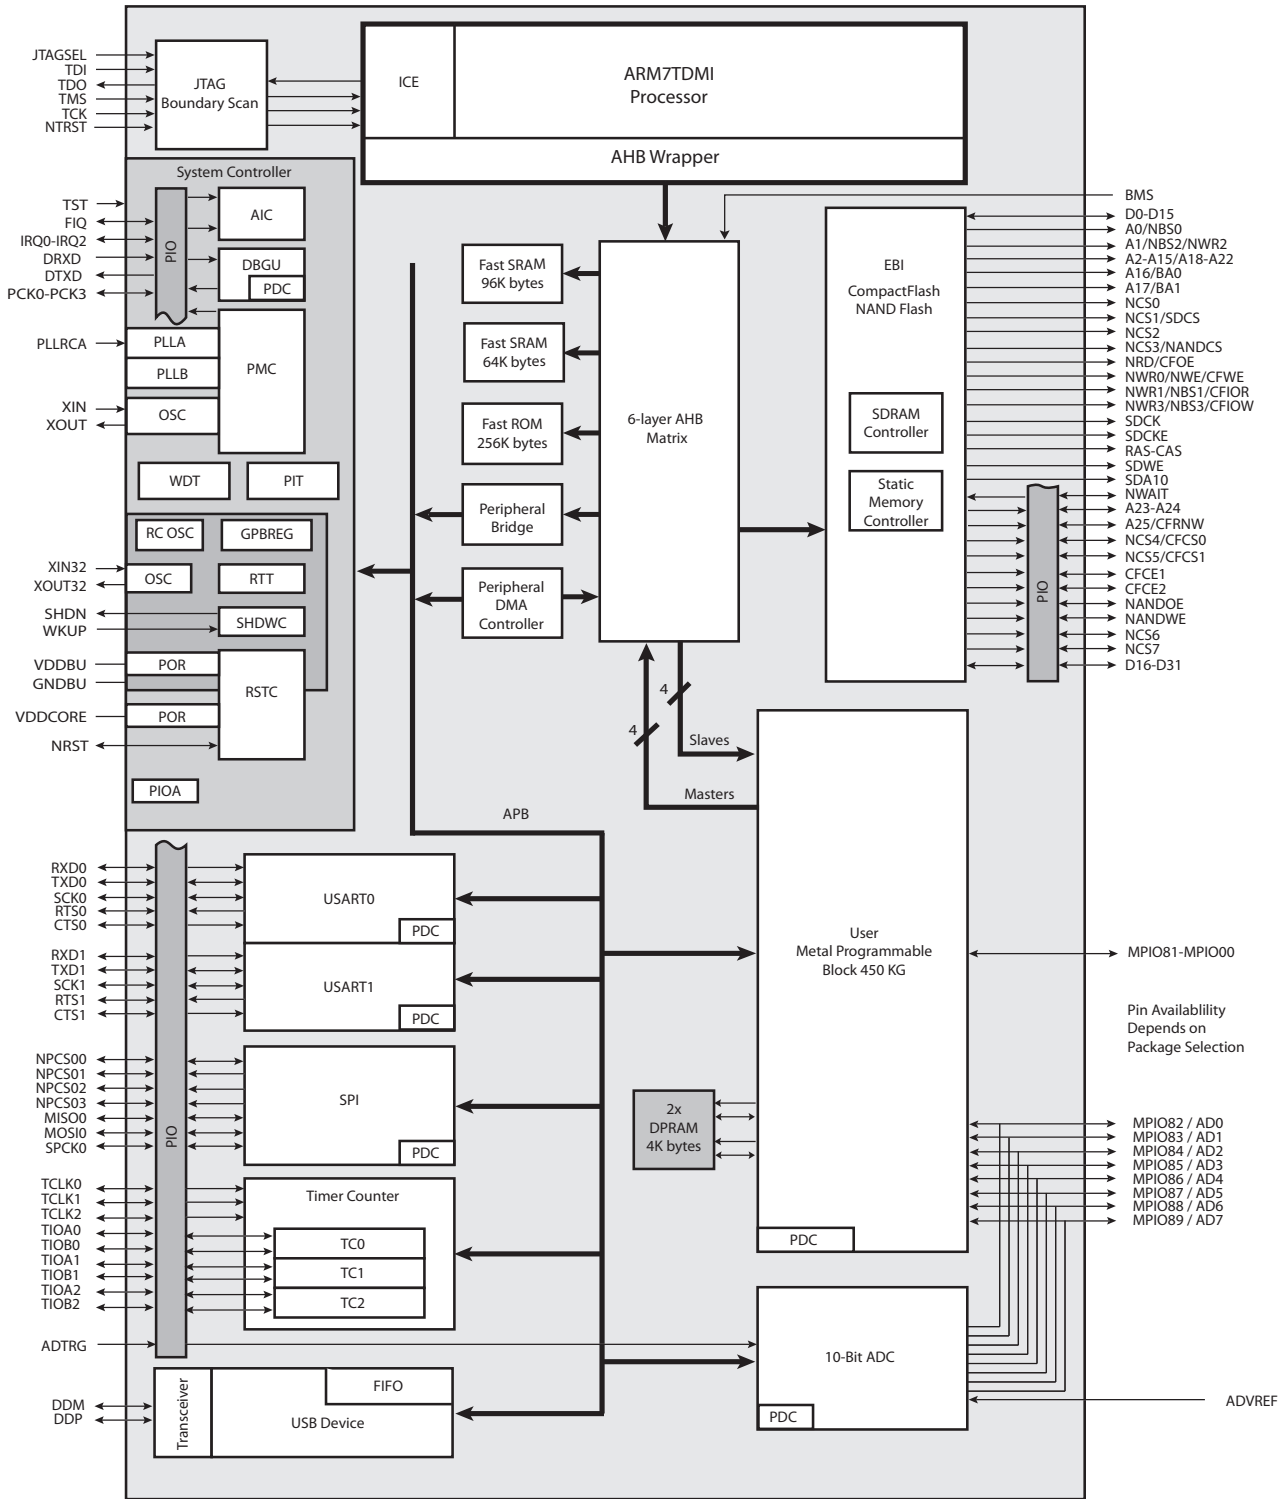 JTAGSEL
TDI
TDO
TMS
TCK
NTRST
JTAG
Boundary Scan
ICE
ARM7TDMI
Processor
AHB Wrapper
System Controller
TST
FIQ
IRQ0-IRQ2
DRXD
DTXD
PCK0-PCK3
PIO
AIC
DBGU
PDC
PLLRCA
PLLA
PLLB
PMC
XIN
XOUT
OSC
WDT
PIT
RC OSC
GPBREG
XIN32
XOUT32
OSC
RTT
SHDN
WKUP
SHDWC
VDDBU
GNDBU
POR
RSTC
VDDCORE
POR
NRST
PIOA
Fast SRAM
96K bytes
Fast SRAM
64K bytes
Fast ROM
256K bytes
Peripheral
Bridge
Peripheral
DMA
Controller
6-layer AHB
Matrix
BMS
EBI
CompactFlash
NAND Flash
SDRAM
Controller
Static
Memory
Controller
D0-D15
A0/NBS0
A1/NBS2/NWR2
A2-A15/A18-A22
A16/BA0
A17/BA1
NCS0
NCS1/SDCS
NCS2
NCS3/NANDCS
NRD/CFOE
NWR0/NWE/CFWE
NWR1/NBS1/CFIOR
NWR3/NBS3/CFIOW
SDCK
SDCKE
RAS-CAS
SDWE
SDA10
NWAIT
A23-A24
A25/CFRNW
NCS4/CFCS0
NCS5/CFCS1
CFCE1
CFCE2
NANDOE
NANDWE
NCS6
NCS7
D16-D31
PIO
4
4
Slaves
Masters
APB
RXD0
TXD0
SCK0
RTS0
CTS0
RXD1
TXD1
SCK1
RTS1
CTS1
NPCS00
NPCS01
NPCS02
NPCS03
MISO0
MOSI0
SPCK0
TCLK0
TCLK1
TCLK2
TIOA0
TIOB0
TIOA1
TIOB1
TIOA2
TIOB2
ADTRG
DDM
DDP
PIO
USART0
PDC
USART1
PDC
SPI
PDC
Timer Counter
TC0
TC1
TC2
Transceiver
FIFO
USB Device
User
Metal Programmable
Block 450 KG
PDC
2x
DPRAM
4K bytes
10-Bit ADC
PDC
MPIO81-MPIO00
Pin Availablility
Depends on
Package Selection
MPIO82 / AD0
MPIO83 / AD1
MPIO84 / AD2
MPIO85 / AD3
MPIO86 / AD4
MPIO87 / AD5
MPIO88 / AD6
MPIO89 / AD7
ADVREF